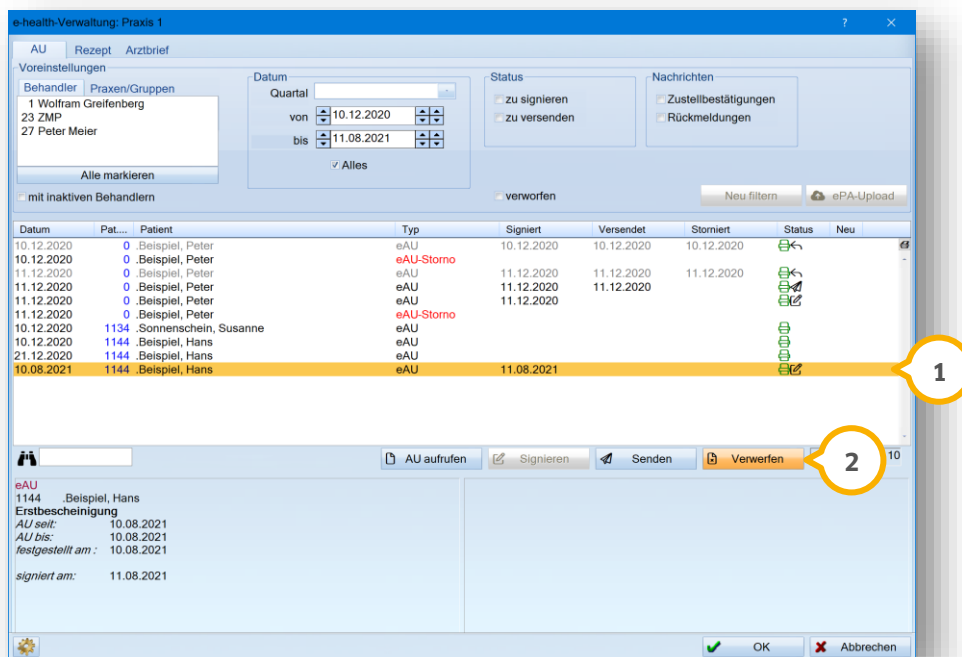 e-health-Verwaltung: Praxis 1
AU Rezept Arztbrief
Voreinstellungen
Behandler Praxen/Gruppen
1 Wolfram Greifenberg
23 ZMP
27 Peter Meier
Alle markieren
mit inaktiven Behandlern
Datum
Quartal
von 10.12.2020
bis 11.08.2021
Alles
Status
zu signieren
zu versenden
verworfen
Nachrichten
Zustellbestätigungen
Rückmeldungen
Neu filtern ePA-Upload
Datum Pat.... Patient Typ Signiert Versendet Storniert Status Neu
10.12.2020 0 .Beispiel, Peter eAU 10.12.2020 10.12.2020 10.12.2020
10.12.2020 0 .Beispiel, Peter eAU-Storno
11.12.2020 0 .Beispiel, Peter eAU 11.12.2020 11.12.2020 11.12.2020
11.12.2020 0 .Beispiel, Peter eAU 11.12.2020 11.12.2020
11.12.2020 0 .Beispiel, Peter eAU 11.12.2020
11.12.2020 0 .Beispiel, Peter eAU-Storno
10.12.2020 1134 .Sonnenschein, Susanne eAU
10.12.2020 1144 .Beispiel, Hans eAU
21.12.2020 1144 .Beispiel, Hans eAU
10.08.2021 1144 .Beispiel, Hans eAU 11.08.2021
1
AU aufrufen Signieren Senden Verwerfen 10
2
eAU
1144 .Beispiel, Hans
Erstbescheinigung
AU seit: 10.08.2021
AU bis: 10.08.2021
festgestellt am : 10.08.2021
signiert am: 11.08.2021
OK Abbrechen